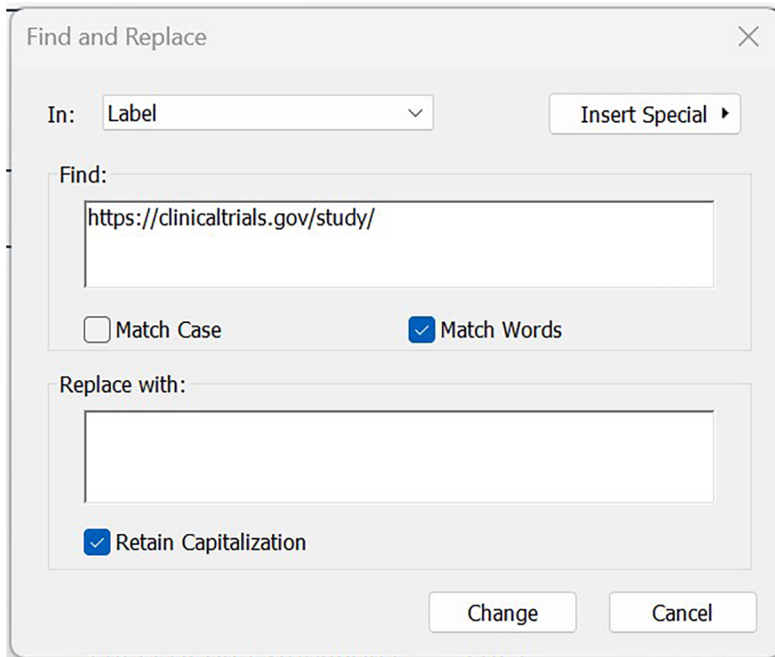 Find and Replace
In: Label Insert Special
Find:
https://clinicaltrials.gov/study/
Match Case Match Words
Replace with:
Retain Capitalization
Change Cancel